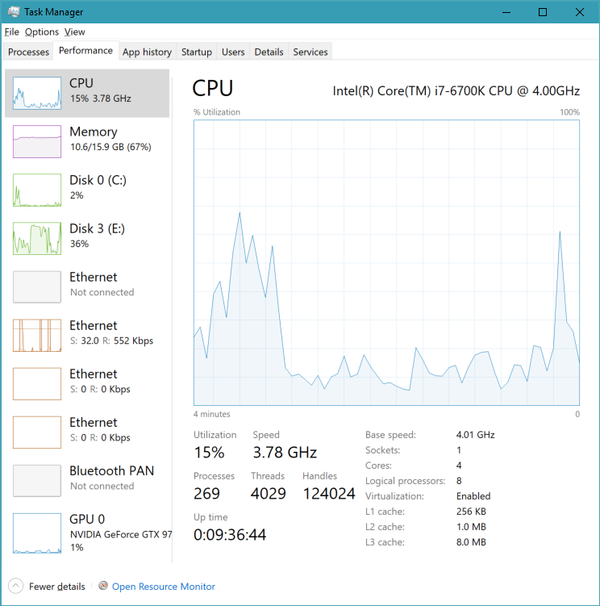 Task Manager
File Options View
Processes Performance App history Startup Users Details Services
CPU
15% 3.78 GHz
Memory
10.6/15.9 GB (67%)
Disk 0 (C:)
2%
Disk 3 (E:)
36%
Ethernet
Not connected
Ethernet
S: 32.0 R: 552 Kbps
Ethernet
S: 0 R: 0 Kbps
Ethernet
S: 0 R: 0 Kbps
Bluetooth PAN
Not connected
GPU 0
NVIDIA GeForce GTX 97
1%
CPU Intel(R) Core(TM) i7-6700K CPU @ 4.00GHz
% Utilization 100%
4 minutes 0
Utilization Speed
15% 3.78 GHz
Processes Threads Handles
269 4029 124024
Up time
0:09:36:44
Base speed: 4.01 GHz
Sockets: 1
Cores: 4
Logical processors: 8
Virtualization: Enabled
L1 cache: 256 KB
L2 cache: 1.0 MB
L3 cache: 8.0 MB
Fewer details Open Resource Monitor